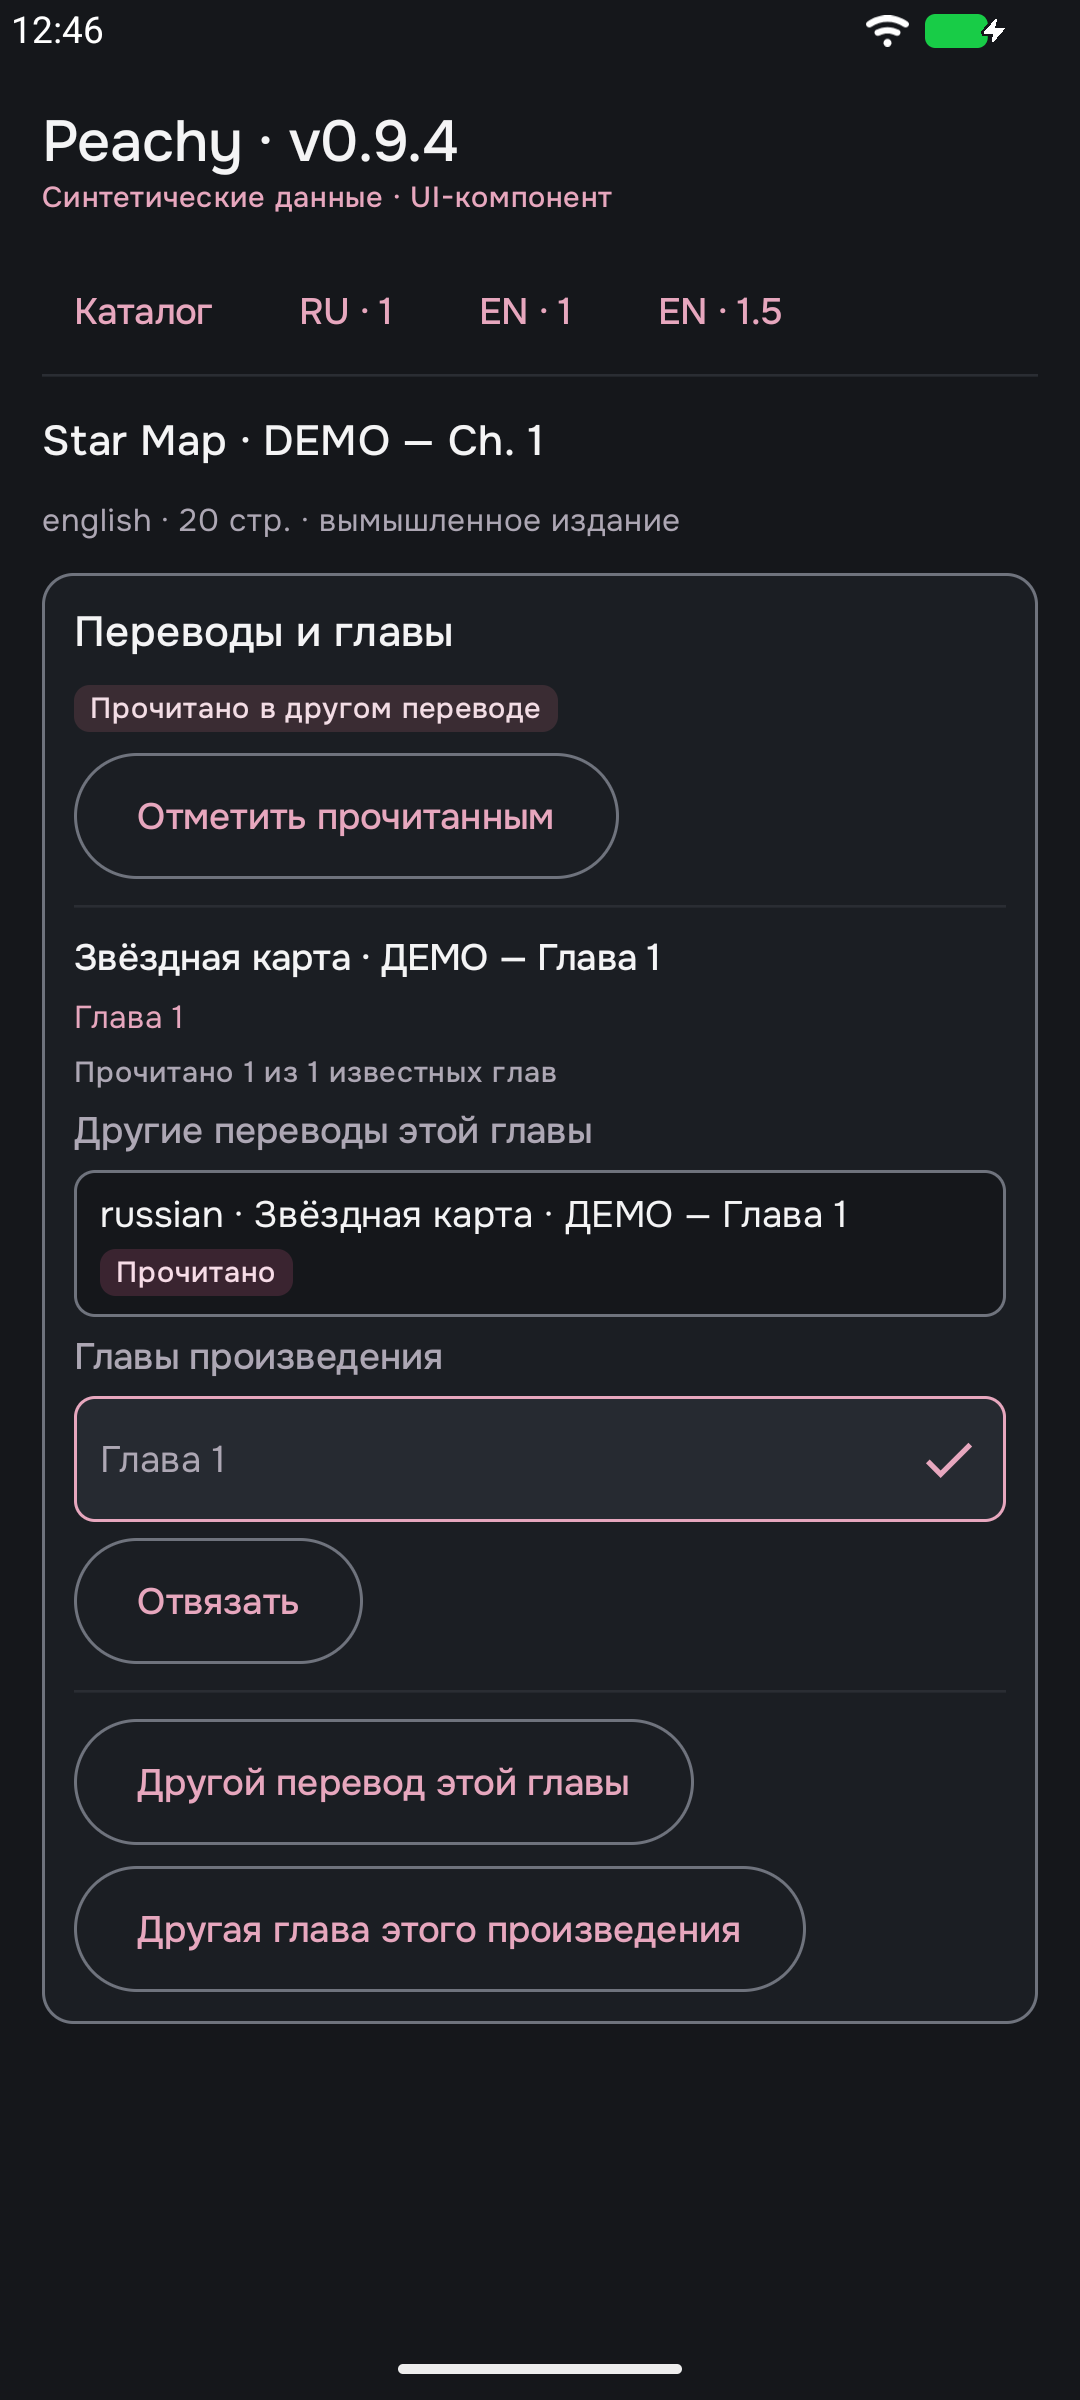 12:46
Peachy · v0.9.4
Синтетические данные · UI-компонент
Каталог RU · 1 EN · 1 EN · 1.5
Star Map · DEMO — Ch. 1
english · 20 стр. · вымышленное издание
Переводы и главы
Прочитано в другом переводе
Отметить прочитанным
Звёздная карта · ДЕМО — Глава 1
Глава 1
Прочитано 1 из 1 известных глав
Другие переводы этой главы
russian · Звёздная карта · ДЕМО — Глава 1
Прочитано
Главы произведения
Глава 1
Отвязать
Другой перевод этой главы
Другая глава этого произведения